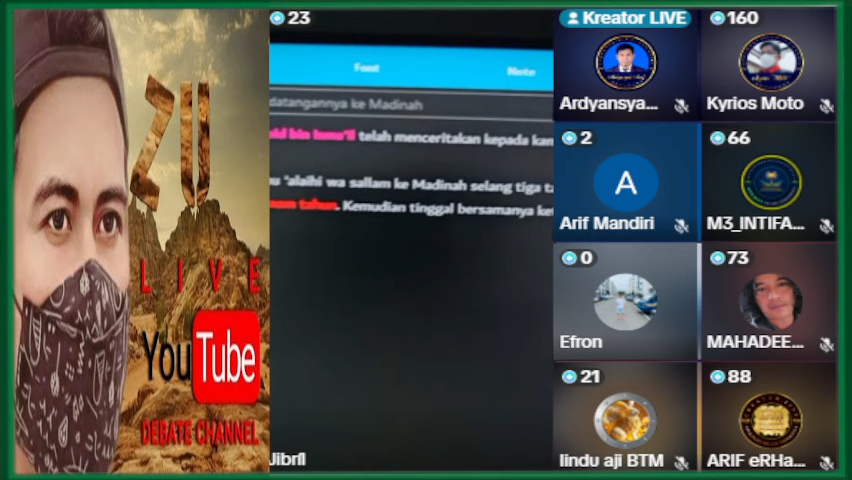 ZU
LIVE
YouTube
DEBATE CHANNEL
23
Font
Note
datangannya ke Madinah
telah menceritakan kepada kam
'alaihi wa sallam ke Madinah selang tiga ta
tahun. Kemudian tinggal bersamanya ket
Jibril
Kreator LIVE
Ardyansya...
160
Kyrios Moto
2
A
Arif Mandiri
66
M3_INTIFA...
0
Efron
73
MAHADEE...
21
lindu aji BTM
88
ARIF eRHa...